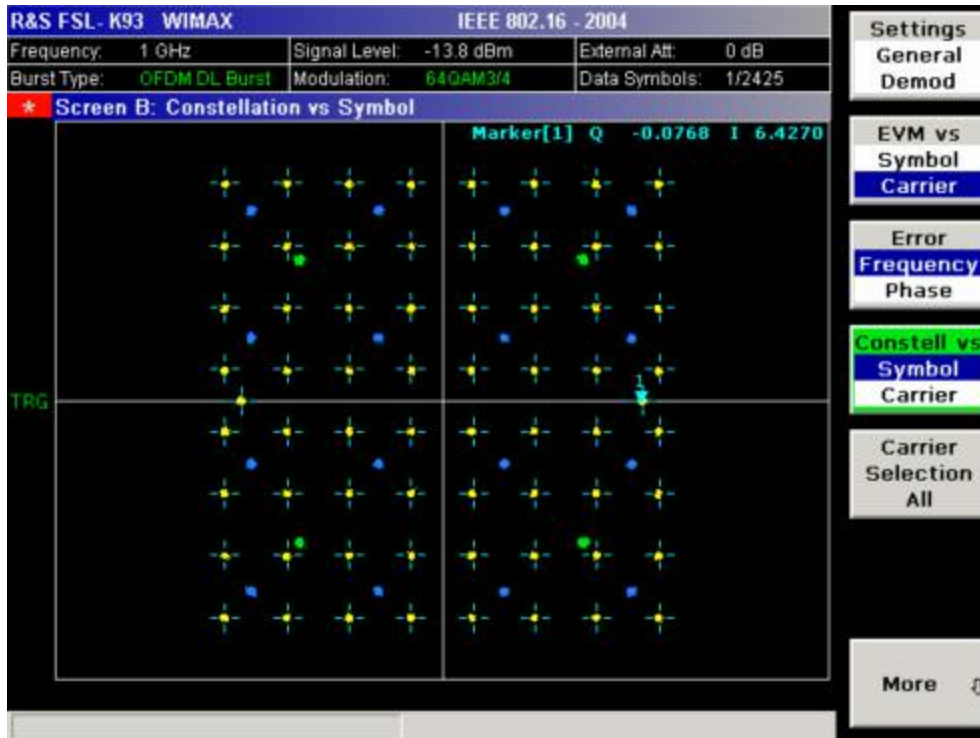 R&S FSL-K93 WIMAX IEEE 802.16 - 2004
Frequency: 1 GHz Signal Level: -13.8 dBm External Att: 0 dB
Burst Type: OFDM DL Burst Modulation: 64QAM3/4 Data Symbols: 1/2425
* Screen B: Constellation vs Symbol
Marker[1] Q -0.0768 I 6.4270
1
TRG
Settings
General
Demod
EVM vs
Symbol
Carrier
Error
Frequency
Phase
Constell vs
Symbol
Carrier
Carrier
Selection
All
More